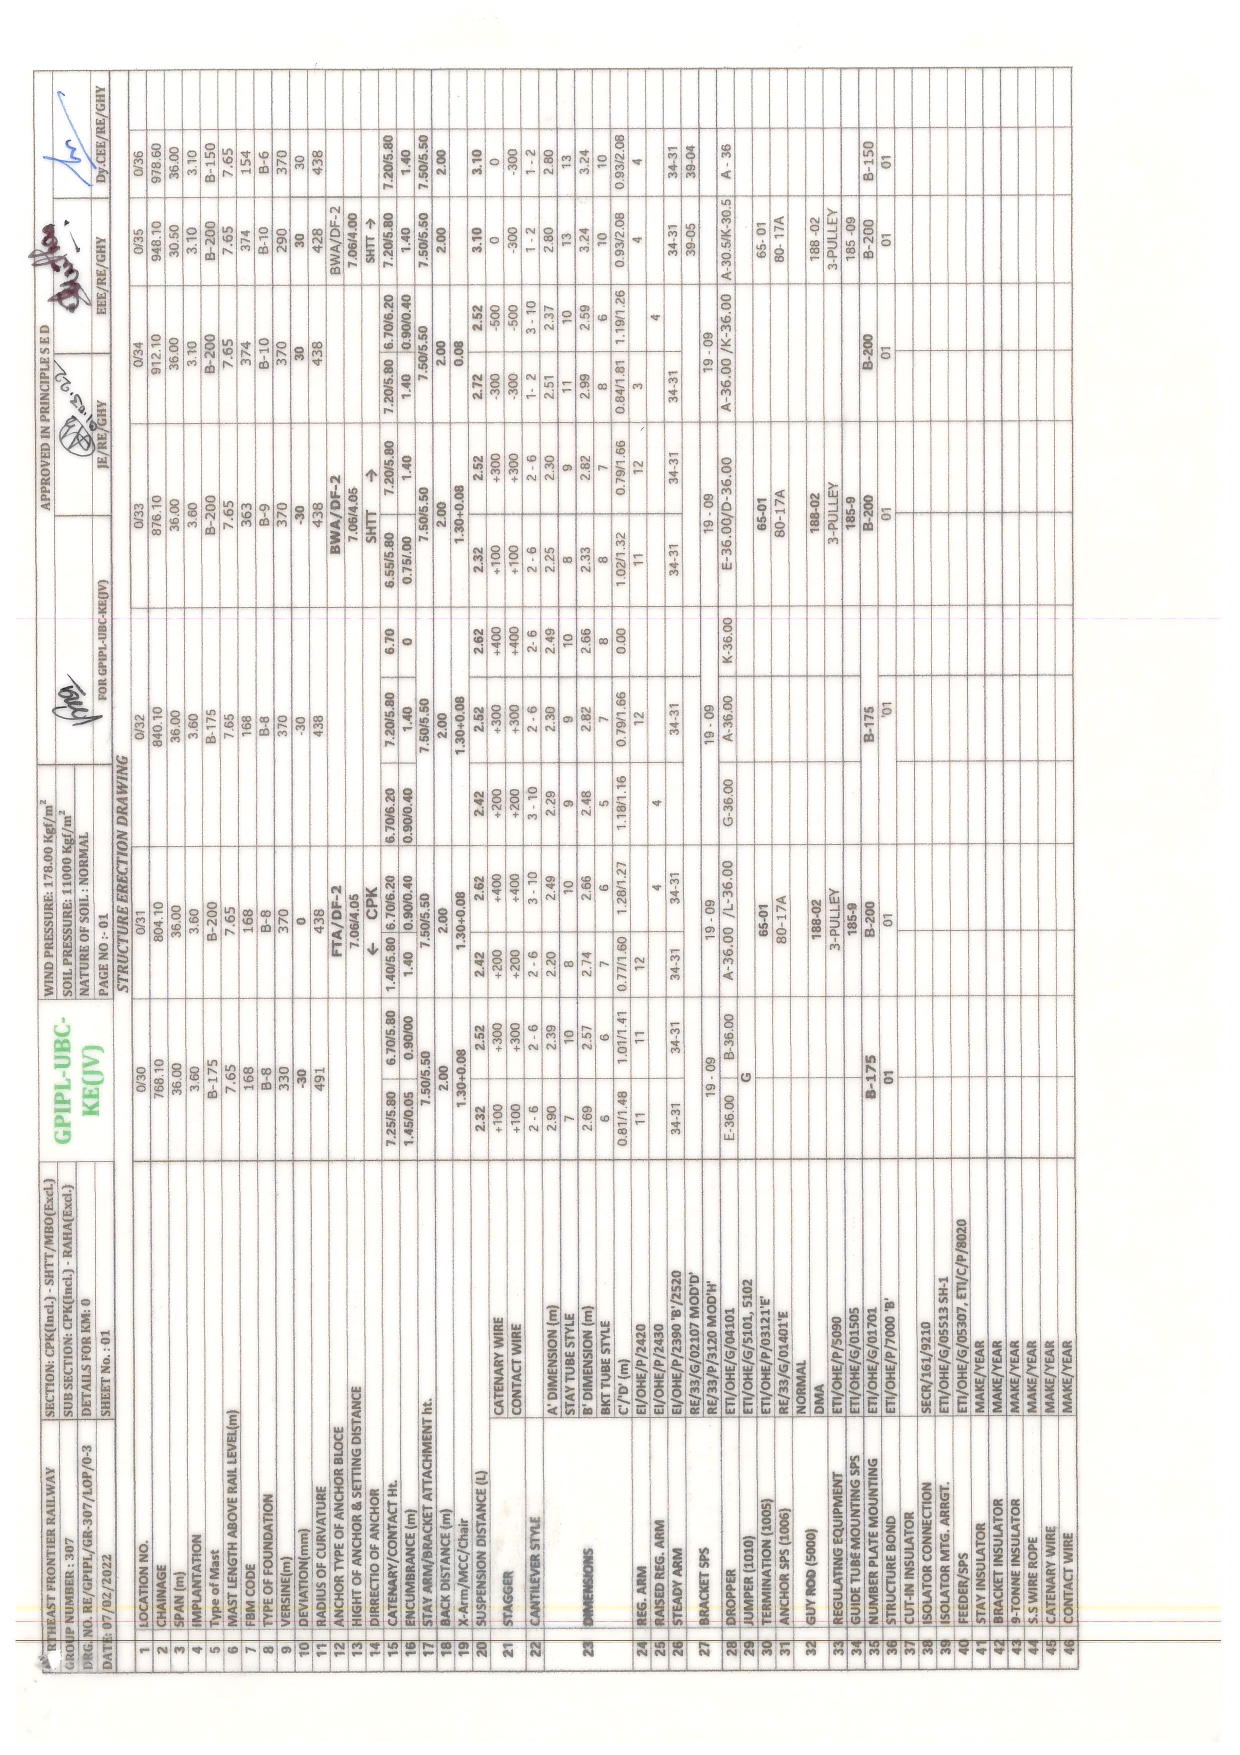 RTHEAST FRONTIER RAILWAY SECTION: CPK(Incl.) - SHTT/MBO(Excl.) GPIPL-UBC-KE(JV) WIND PRESSURE: 178.00 Kgf/m² APPROVED IN PRINCIPLE S E D
GROUP NUMBER : 307 SUB SECTION: CPK(Incl.) - RAHA(Excl.) SOIL PRESSURE: 11000 Kgf/m²
DRG. NO. RE/GPIPL/GR-307/LOP/0-3 DETAILS FOR KM: 0 NATURE OF SOIL : NORMAL
DATE: 07/02/2022 SHEET No. : 01 PAGE NO :- 01 FOR GPIPL-UBC-KE(JV) JE/RE/GHY EEE/RE/GHY Dy.CEE/RE/GHY
STRUCTURE ERECTION DRAWING
1 LOCATION NO. 0/30 0/31 0/32 0/33 0/34 0/35 0/36
2 CHAINAGE 768.10 804.10 840.10 876.10 912.10 948.10 978.60
3 SPAN (m) 36.00 36.00 36.00 36.00 36.00 30.50 36.00
4 IMPLANTATION 3.60 3.60 3.60 3.60 3.10 3.10 3.10
5 Type of Mast B-175 B-200 B-175 B-200 B-200 B-200 B-150
6 MAST LENGTH ABOVE RAIL LEVEL(m) 7.65 7.65 7.65 7.65 7.65 7.65 7.65
7 FBM CODE 168 168 168 363 374 374 154
8 TYPE OF FOUNDATION B-8 B-8 B-8 B-9 B-10 B-10 B-6
9 VERSINE(m) 330 370 370 370 370 290 370
10 DEVIATION(mm) -30 0 -30 -30 30 30 30
11 RADIUS OF CURVATURE 491 438 438 438 438 428 438
12 ANCHOR TYPE OF ANCHOR BLOCE FTA/DF-2 BWA/DF-2 BWA/DF-2
13 HIGHT OF ANCHOR & SETTING DISTANCE 7.06/4.05 7.06/4.05 7.06/4.00
14 DIRRECTIO OF ANCHOR ← CPK SHTT → SHTT →
15 CATENARY/CONTACT Ht. 7.25/5.80 6.70/5.80 1.40/5.80 6.70/6.20 6.70/6.20 7.20/5.80 6.70 6.55/5.80 7.20/5.80 7.20/5.80 6.70/6.20 7.20/5.80 7.20/5.80
16 ENCUMBRANCE (m) 1.45/0.05 0.90/00 1.40 0.90/0.40 0.90/0.40 1.40 0 0.75/.00 1.40 1.40 0.90/0.40 1.40 1.40
17 STAY ARM/BRACKET ATTACHMENT ht. 7.50/5.50 7.50/5.50 7.50/5.50 7.50/5.50 7.50/5.50 7.50/5.50 7.50/5.50
18 BACK DISTANCE (m) 2.00 2.00 2.00 2.00 2.00 2.00 2.00
19 X-Arm/MCC/Chair 1.30+0.08 1.30+0.08 1.30+0.08 1.30+0.08 0.08
20 SUSPENSION DISTANCE (L) 2.32 2.52 2.42 2.62 2.42 2.52 2.62 2.32 2.52 2.72 2.52 3.10 3.10
21 STAGGER CATENARY WIRE +100 +300 +200 +400 +200 +300 +400 +100 +300 -300 -500 0 0
CONTACT WIRE +100 +300 +200 +400 +200 +300 +400 +100 +300 -300 -500 -300 -300
22 CANTILEVER STYLE 2 - 6 2 - 6 2 - 6 3 - 10 3 - 10 2 - 6 2- 6 2 - 6 2 - 6 1- 2 3 - 10 1 - 2 1 - 2
23 DIMENSIONS A' DIMENSION (m) 2.90 2.39 2.20 2.49 2.29 2.30 2.49 2.25 2.30 2.51 2.37 2.80 2.80
STAY TUBE STYLE 7 10 8 10 9 9 10 8 9 11 10 13 13
B' DIMENSION (m) 2.69 2.57 2.74 2.66 2.48 2.82 2.66 2.33 2.82 2.99 2.59 3.24 3.24
BKT TUBE STYLE 6 6 7 6 5 7 8 8 7 8 6 10 10
C'/'D' (m) 0.81/1.48 1.01/1.41 0.77/1.60 1.28/1.27 1.18/1.16 0.79/1.66 0.00 1.02/1.32 0.79/1.66 0.84/1.81 1.19/1.26 0.93/2.08 0.93/2.08
24 REG. ARM EI/OHE/P/2420 11 11 12 12 11 12 3 4 4
25 RAISED REG. ARM EI/OHE/P/2430 4 4 4
26 STEADY ARM EI/OHE/P/2390 'B'/2520 34-31 34-31 34-31 34-31 34-31 34-31 34-31 34-31 34-31 34-31
27 BRACKET SPS RE/33/G/02107 MOD'D' 39-05 39-04
RE/33/P/3120 MOD'H' 19 - 09 19 - 09 19 - 09 19 - 09 19 - 09
28 DROPPER ETI/OHE/G/04101 E-36.00 B-36.00 A-36.00 /L-36.00 G-36.00 A-36.00 K-36.00 E-36.00/D-36.00 A-36.00 /K-36.00 A-30.5/K-30.5 A - 36
29 JUMPER (1010) ETI/OHE/G/5101, 5102 G
30 TERMINATION (1005) ETI/OHE/P/03121'E' 65-01 65-01 65- 01
31 ANCHOR SPS (1006) RE/33/G/01401'E 80-17A 80-17A 80- 17A
32 GUY ROD (5000) NORMAL
DMA 188-02 188-02 188 -02
33 REGULATING EQUIPMENT ETI/OHE/P/5090 3-PULLEY 3-PULLEY 3-PULLEY
34 GUIDE TUBE MOUNTING SPS ETI/OHE/G/01505 185-9 185-9 185 -09
35 NUMBER PLATE MOUNTING ETI/OHE/G/01701 B-175 B-200 B-175 B-200 B-200 B-200 B-150
36 STRUCTURE BOND ETI/OHE/P/7000 'B' 01 01 '01 01 01 01 01
37 CUT-IN INSULATOR
38 ISOLATOR CONNECTION SECR/161/9210
39 ISOLATOR MTG. ARRGT. ETI/OHE/G/05513 SH-1
40 FEEDER/SPS ETI/OHE/G/05307, ETI/C/P/8020
41 STAY INSULATOR MAKE/YEAR
42 BRACKET INSULATOR MAKE/YEAR
43 9-TONNE INSULATOR MAKE/YEAR
44 S.S WIRE ROPE MAKE/YEAR
45 CATENARY WIRE MAKE/YEAR
46 CONTACT WIRE MAKE/YEAR